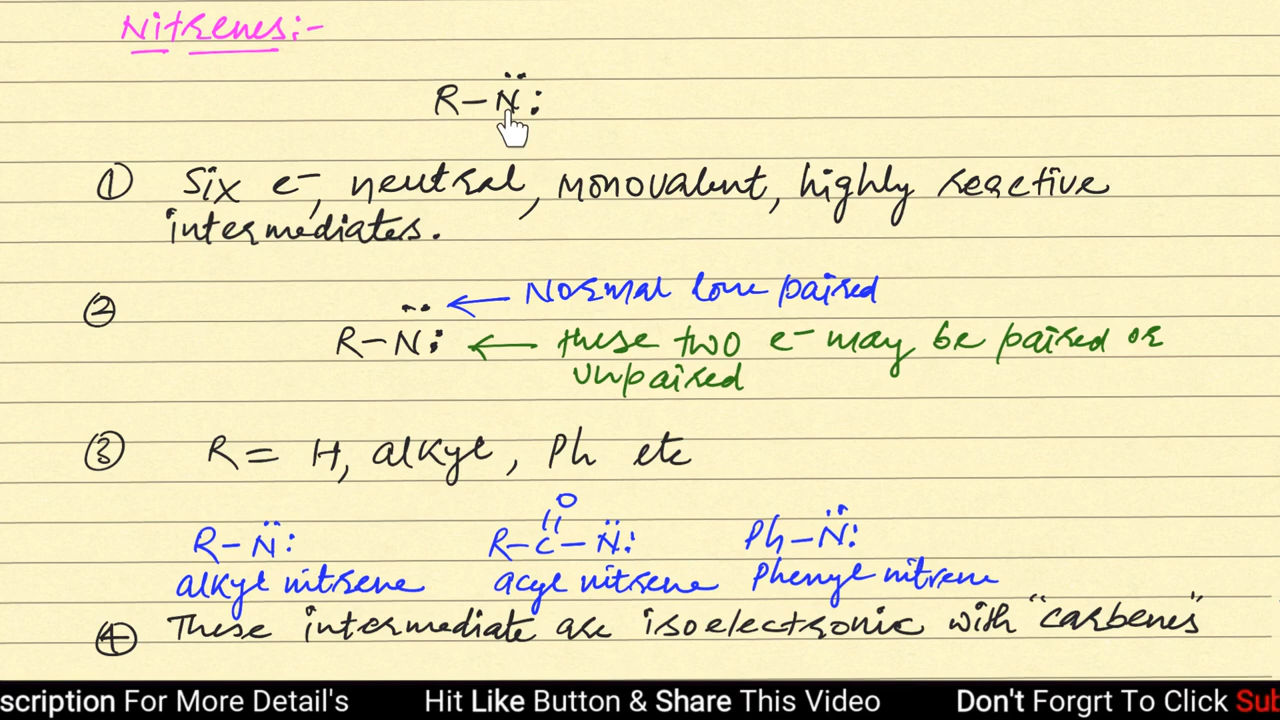 Nitrenes:-
R-N̈:
① Six e⁻, neutral, monovalent, highly reactive
intermediates.
② Normal lone paired
R-N̈: these two e⁻ may be paired or
unpaired
③ R = H, alkyl, Ph etc
O
R-N̈: R-C-N̈: Ph-N̈:
alkyl nitrene acyl nitrene Phenyl nitrene
④ These intermediate are isoelectronic with "carbenes"
scription For More Detail's Hit Like Button & Share This Video Don't Forgrt To Click Sub